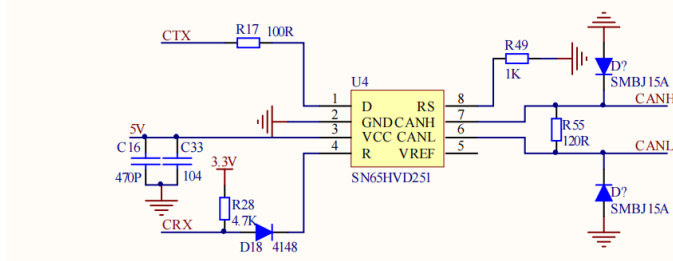 CTX
R17
100R
R49
1K
D?
SMBJ15A
U4
1
D
RS
8
CANH
2
GND
CANH
7
5V
3
VCC
CANL
6
R55
120R
4
R
VREF
5
CANL
C16
C33
470P
104
3.3V
SN65HVD251
D?
SMBJ15A
R28
4.7K
CRX
D18
4148